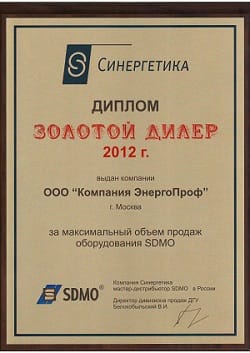 СИНЕРГЕТИКА
ДИПЛОМ
ЗОЛОТОЙ ДИЛЕР
2012 г.
выдан компании
ООО "Компания ЭнергоПроф"
г. Москва
за максимальный объем продаж
оборудования SDMO
Компания Синергетика
мастер-дистрибьютор SDMO в России
SDMO®
Директор дивизиона продаж ДГУ
Белокобыльский В.И.